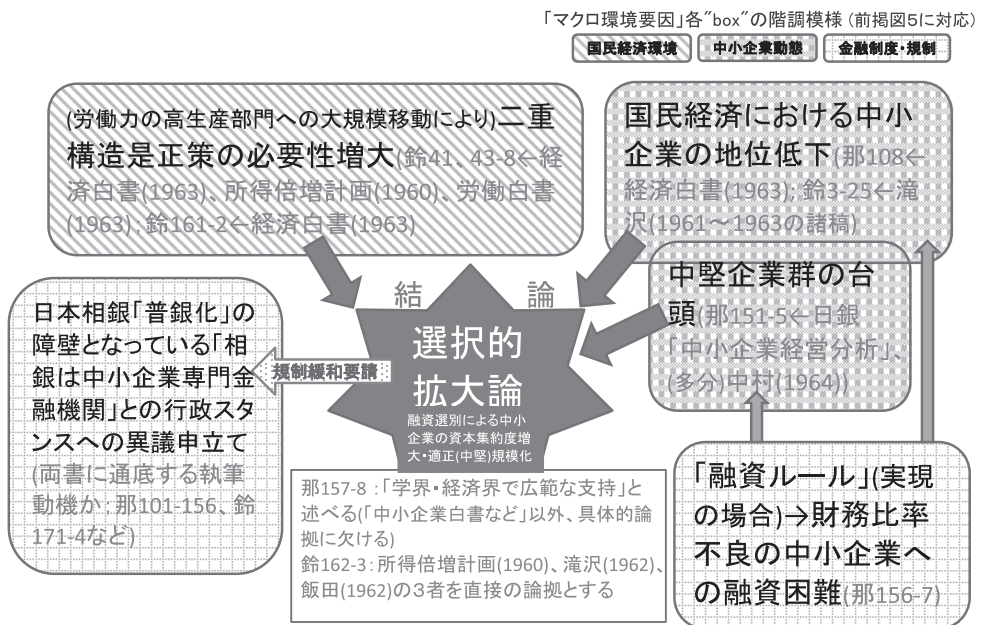 「マクロ環境要因」各"box"の階調模様(前掲図5に対応)
国民経済環境 中小企業動態 金融制度・規制
(労働力の高生産部門への大規模移動により)二重
構造是正策の必要性増大(鈴41、43-8←経
済白書(1963)、所得倍増計画(1960)、労働白書
(1963);鈴161-2←経済白書(1963)
国民経済における中小
企業の地位低下(那108←
経済白書(1963);鈴3-25←滝
沢(1961～1963の諸稿)
中堅企業群の台
頭(那151-5←日銀
「中小企業経営分析」、
(多分)中村(1964))
日本相銀「普銀化」の
障壁となっている「相
銀は中小企業専門金
融機関」との行政スタ
ンスへの異議申立て
(両書に通底する執筆
動機か;那101-156、鈴
171-4など)
規制緩和要請
結 論
選択的
拡大論
融資選別による中小
企業の資本集約度増
大・適正(中堅)規模化
那157-8:「学界・経済界で広範な支持」と
述べる(「中小企業白書など」以外、具体的論
拠に欠ける)
鈴162-3:所得倍増計画(1960)、滝沢(1962)、
飯田(1962)の3者を直接の論拠とする
「融資ルール」(実現
の場合)→財務比率
不良の中小企業へ
の融資困難(那156-7)